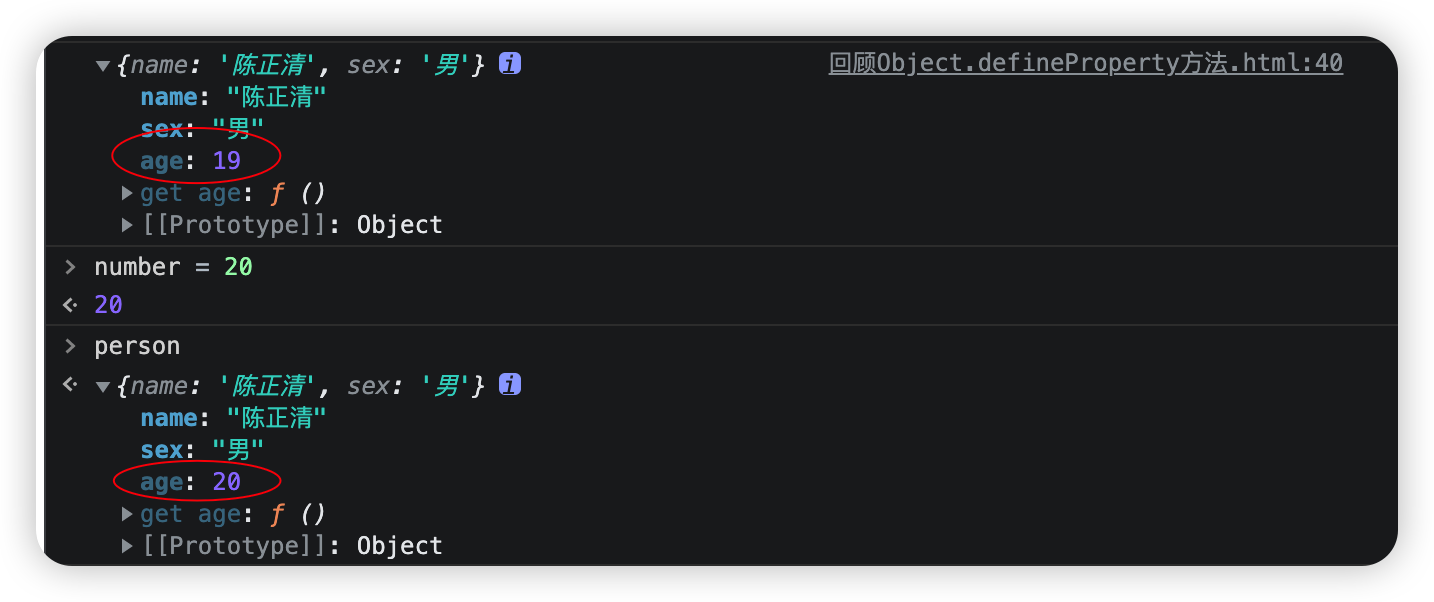 {name: '陈正清', sex: '男'} i 回顾Object.defineProperty方法.html:40
name: "陈正清"
sex: "男"
age: 19
get age: ƒ ()
[[Prototype]]: Object
> number = 20
20
> person
{name: '陈正清', sex: '男'} i
name: "陈正清"
sex: "男"
age: 20
get age: ƒ ()
[[Prototype]]: Object